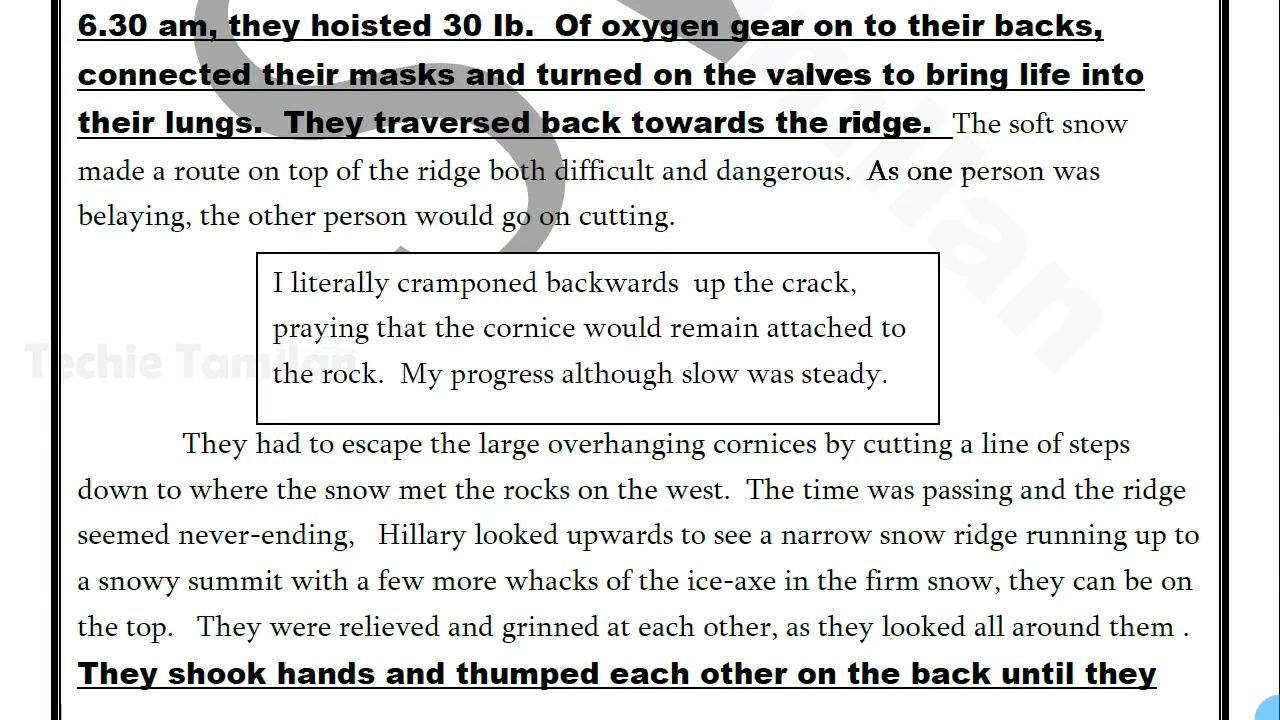 6.30 am, they hoisted 30 lb. Of oxygen gear on to their backs,
connected their masks and turned on the valves to bring life into
their lungs. They traversed back towards the ridge. The soft snow
made a route on top of the ridge both difficult and dangerous. As one person was
belaying, the other person would go on cutting.
I literally cramponed backwards up the crack,
praying that the cornice would remain attached to
the rock. My progress although slow was steady.
Techie Tamilan
They had to escape the large overhanging cornices by cutting a line of steps
down to where the snow met the rocks on the west. The time was passing and the ridge
seemed never-ending, Hillary looked upwards to see a narrow snow ridge running up to
a snowy summit with a few more whacks of the ice-axe in the firm snow, they can be on
the top. They were relieved and grinned at each other, as they looked all around them .
They shook hands and thumped each other on the back until they